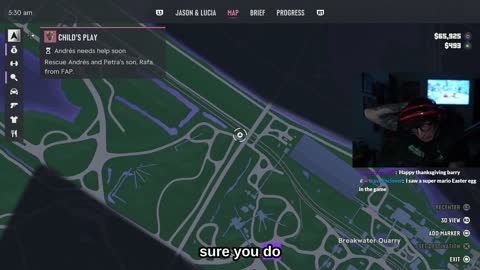 5:30 am
JASON & LUCIA
MAP
BRIEF
PROGRESS
$65,925
$493
CHILD'S PLAY
Andrés needs help soon
Rescue Andrés and Petra's son, Rafa, from FAP.
Happy thanksgiving barry
I saw a super mario Easter egg
in the game
RECENTER
3D VIEW
ADD MARKER
SET DESTINATION
EXIT
Breakwater Quarry
sure you do